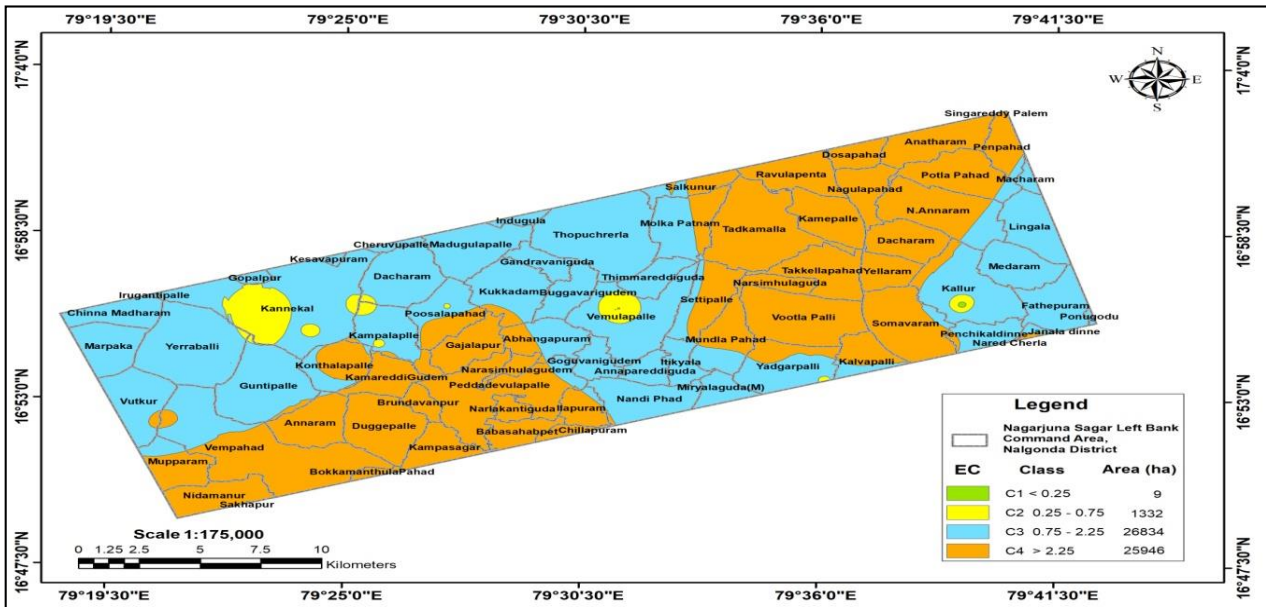 79°19'30"E 79°25'0"E 79°30'30"E 79°36'0"E 79°41'30"E
17°4'0"N
17°4'0"N
N
W E
S
Singareddy Palem
Anatharam
Penpahad
Dosapahad
Ravulapenta
Potla Pahad
Macharam
Salkunur
Nagulapahad
N.Annaram
Indugula
Molka Patnam
Kamepalle
Lingala
16°58'30"N
16°58'30"N
Thopucherla
Tadkamalla
Dacharam
Cheruvupalle
Madugulapalle
Kesavapuram
Gandravaniguda
Takkellapahad
Yellaram
Medaram
Gopalpur
Dacharam
Thimmareddiguda
Narsimhulaguda
Kallur
Irugantipalle
Kukkadam
Buggavarigudem
Settipalle
Fathepuram
Chinna Madharam
Kannekal
Poosalapahad
Vemulapalle
Vootla Palli
Somavaram
Ponugodu
Kampalaplle
Abhangapuram
Mundla Pahad
Penchikaldinne
Janala dinne
Marpaka
Yerraballi
Gajalapur
Nared Cherla
Konthalapalle
Narasimhulagudem
Goguvanigudem
Itikyala
Yadgarpalli
Kalvapalli
Guntipalle
KamareddiGudem
Peddadevulapalle
Annapareddiguda
Miryalaguda(M)
16°53'0"N
16°53'0"N
Vutkur
Brundavanpur
Narlakantiguda
Ilapuram
Nandi Phad
Annaram
Duggepalle
Babasahabpet
Chillapuram
Vempahad
Kampasagar
Mupparam
BokkamanthulaPahad
Nidamanur
Sakhapur
Legend
Nagarjuna Sagar Left Bank
Command Area,
Nalgonda District
EC Class Area (ha)
C1 < 0.25 9
C2 0.25 - 0.75 1332
C3 0.75 - 2.25 26834
C4 > 2.25 25946
Scale 1:175,000
0 1.25 2.5 5 7.5 10
Kilometers
16°47'30"N
16°47'30"N
79°19'30"E 79°25'0"E 79°30'30"E 79°36'0"E 79°41'30"E